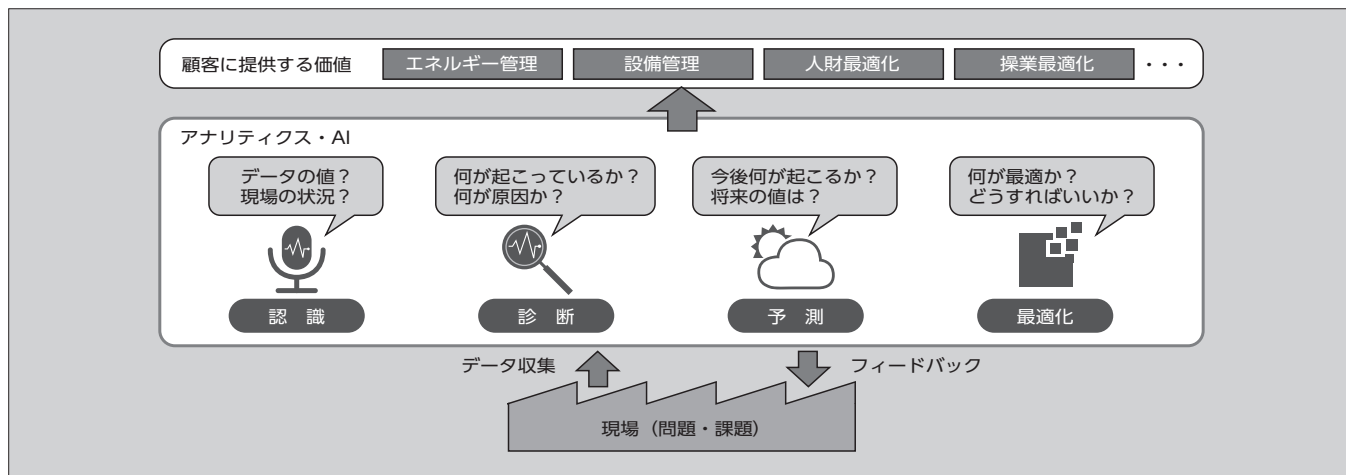 顧客に提供する価値 エネルギー管理 設備管理 人財最適化 操業最適化 ・・・
アナリティクス・AI
データの値？
現場の状況？
何が起こっているか？
何が原因か？
今後何が起こるか？
将来の値は？
何が最適か？
どうすればいいか？
認 識
診 断
予 測
最適化
データ収集
フィードバック
現場（問題・課題）